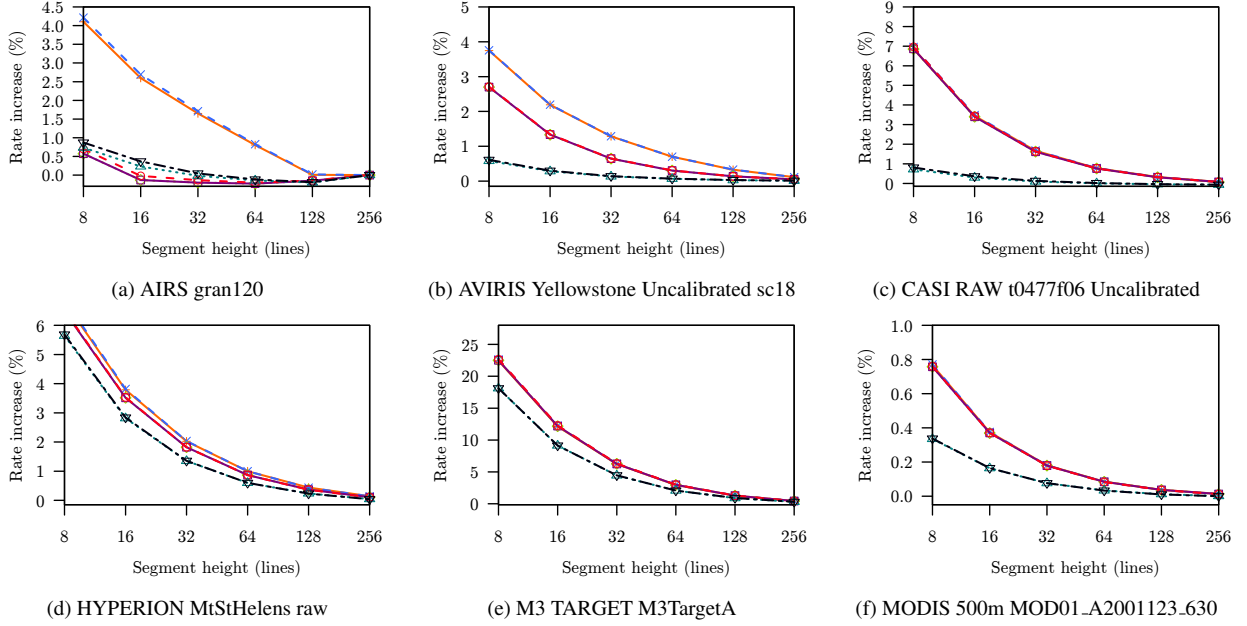 4.5
4.0
3.5
3.0
2.5
2.0
1.5
1.0
0.5
0.0
Rate increase (%)
8 16 32 64 128 256
Segment height (lines)
(a) AIRS gran120
5
4
3
2
1
0
Rate increase (%)
8 16 32 64 128 256
Segment height (lines)
(b) AVIRIS Yellowstone Uncalibrated sc18
9
8
7
6
5
4
3
2
1
0
Rate increase (%)
8 16 32 64 128 256
Segment height (lines)
(c) CASI RAW t0477f06 Uncalibrated
6
5
4
3
2
1
0
Rate increase (%)
8 16 32 64 128 256
Segment height (lines)
(d) HYPERION MtStHelens raw
25
20
15
10
5
0
Rate increase (%)
8 16 32 64 128 256
Segment height (lines)
(e) M3 TARGET M3TargetA
1.0
0.8
0.6
0.4
0.2
0.0
Rate increase (%)
8 16 32 64 128 256
Segment height (lines)
(f) MODIS 500m MOD01_A2001123_630